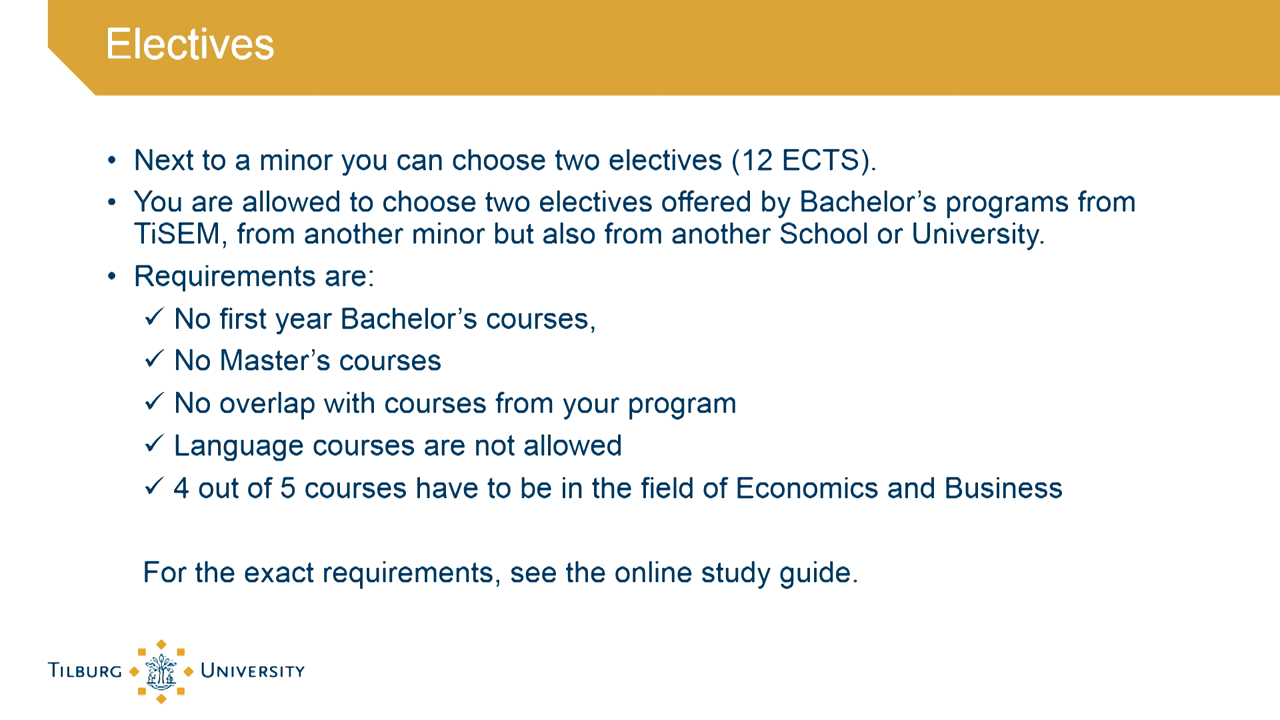 Electives
• Next to a minor you can choose two electives (12 ECTS).
• You are allowed to choose two electives offered by Bachelor’s programs from
TiSEM, from another minor but also from another School or University.
• Requirements are:
✓ No first year Bachelor’s courses,
✓ No Master’s courses
✓ No overlap with courses from your program
✓ Language courses are not allowed
✓ 4 out of 5 courses have to be in the field of Economics and Business
For the exact requirements, see the online study guide.
TILBURG UNIVERSITY